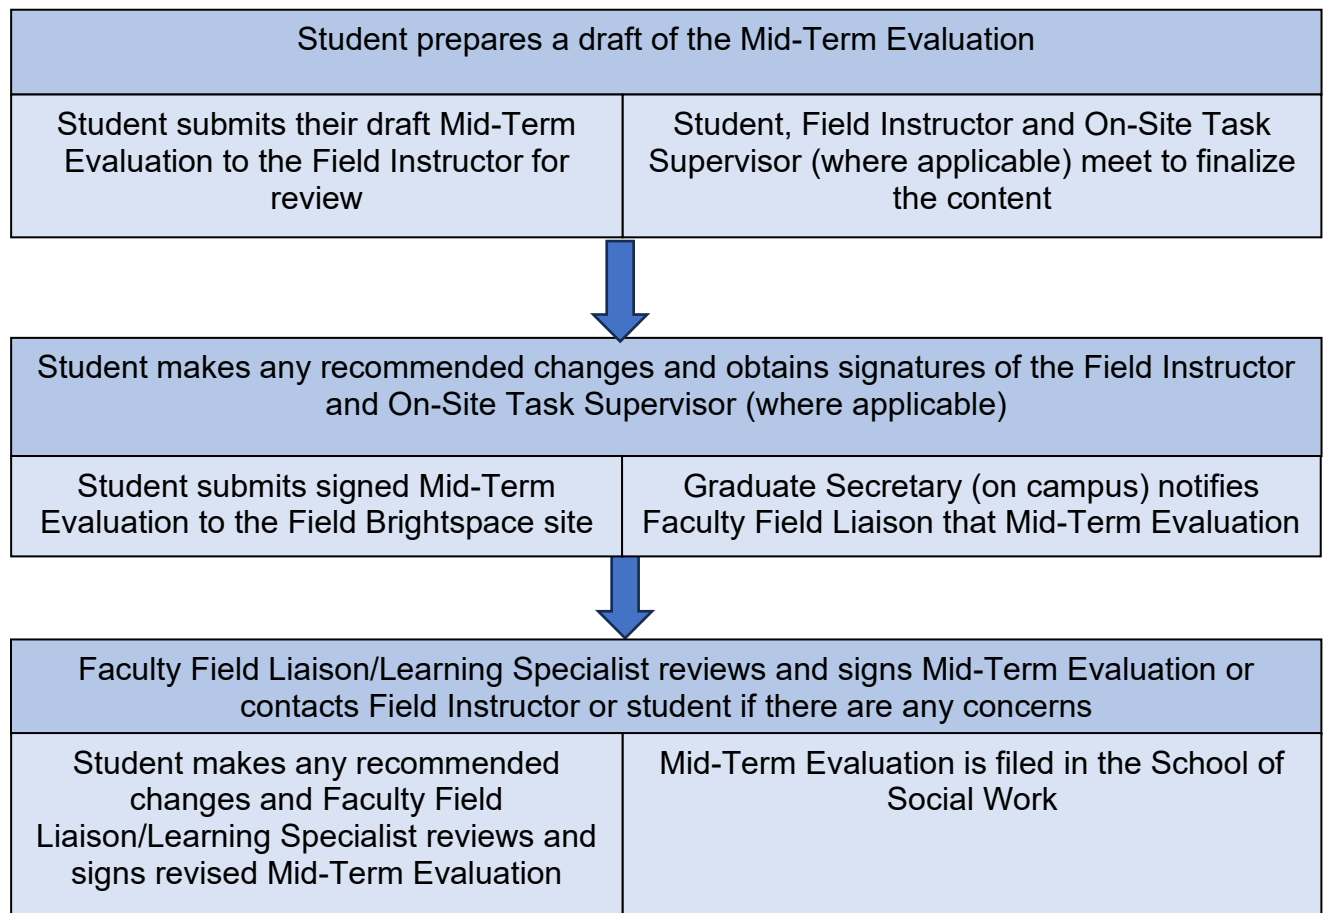 Student prepares a draft of the Mid-Term Evaluation
Student submits their draft Mid-Term
Evaluation to the Field Instructor for
review
Student, Field Instructor and On-Site Task
Supervisor (where applicable) meet to finalize
the content
Student makes any recommended changes and obtains signatures of the Field Instructor
and On-Site Task Supervisor (where applicable)
Student submits signed Mid-Term
Evaluation to the Field Brightspace site
Graduate Secretary (on campus) notifies
Faculty Field Liaison that Mid-Term Evaluation
Faculty Field Liaison/Learning Specialist reviews and signs Mid-Term Evaluation or
contacts Field Instructor or student if there are any concerns
Student makes any recommended
changes and Faculty Field
Liaison/Learning Specialist reviews and
signs revised Mid-Term Evaluation
Mid-Term Evaluation is filed in the School of
Social Work